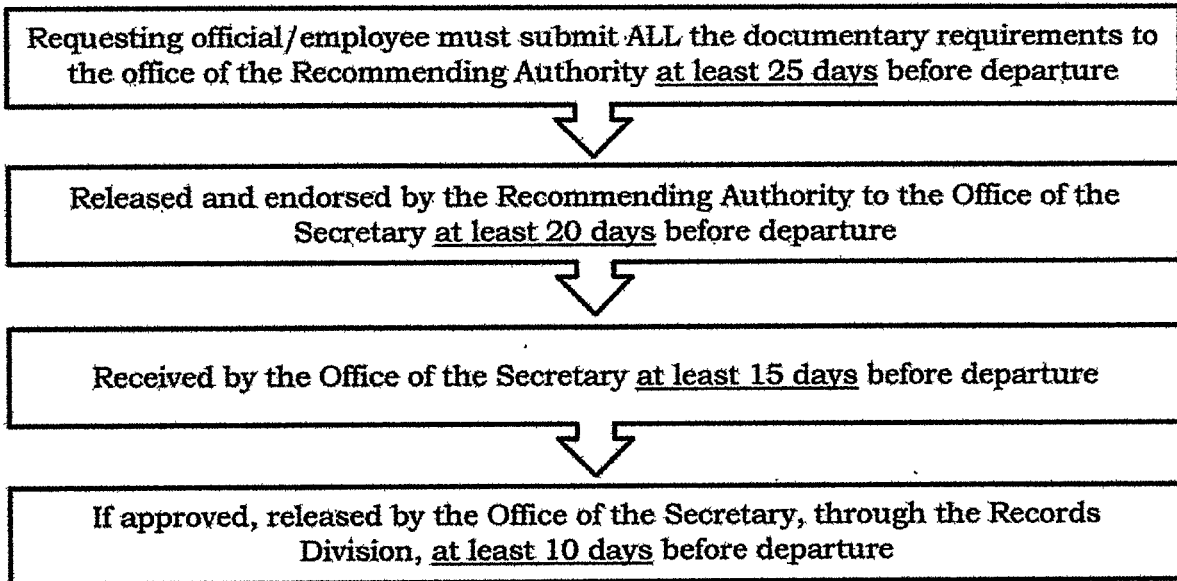 Requesting official/employee must submit ALL the documentary requirements to
the office of the Recommending Authority at least 25 days before departure
Released and endorsed by the Recommending Authority to the Office of the
Secretary at least 20 days before departure
Received by the Office of the Secretary at least 15 days before departure
If approved, released by the Office of the Secretary, through the Records
Division, at least 10 days before departure